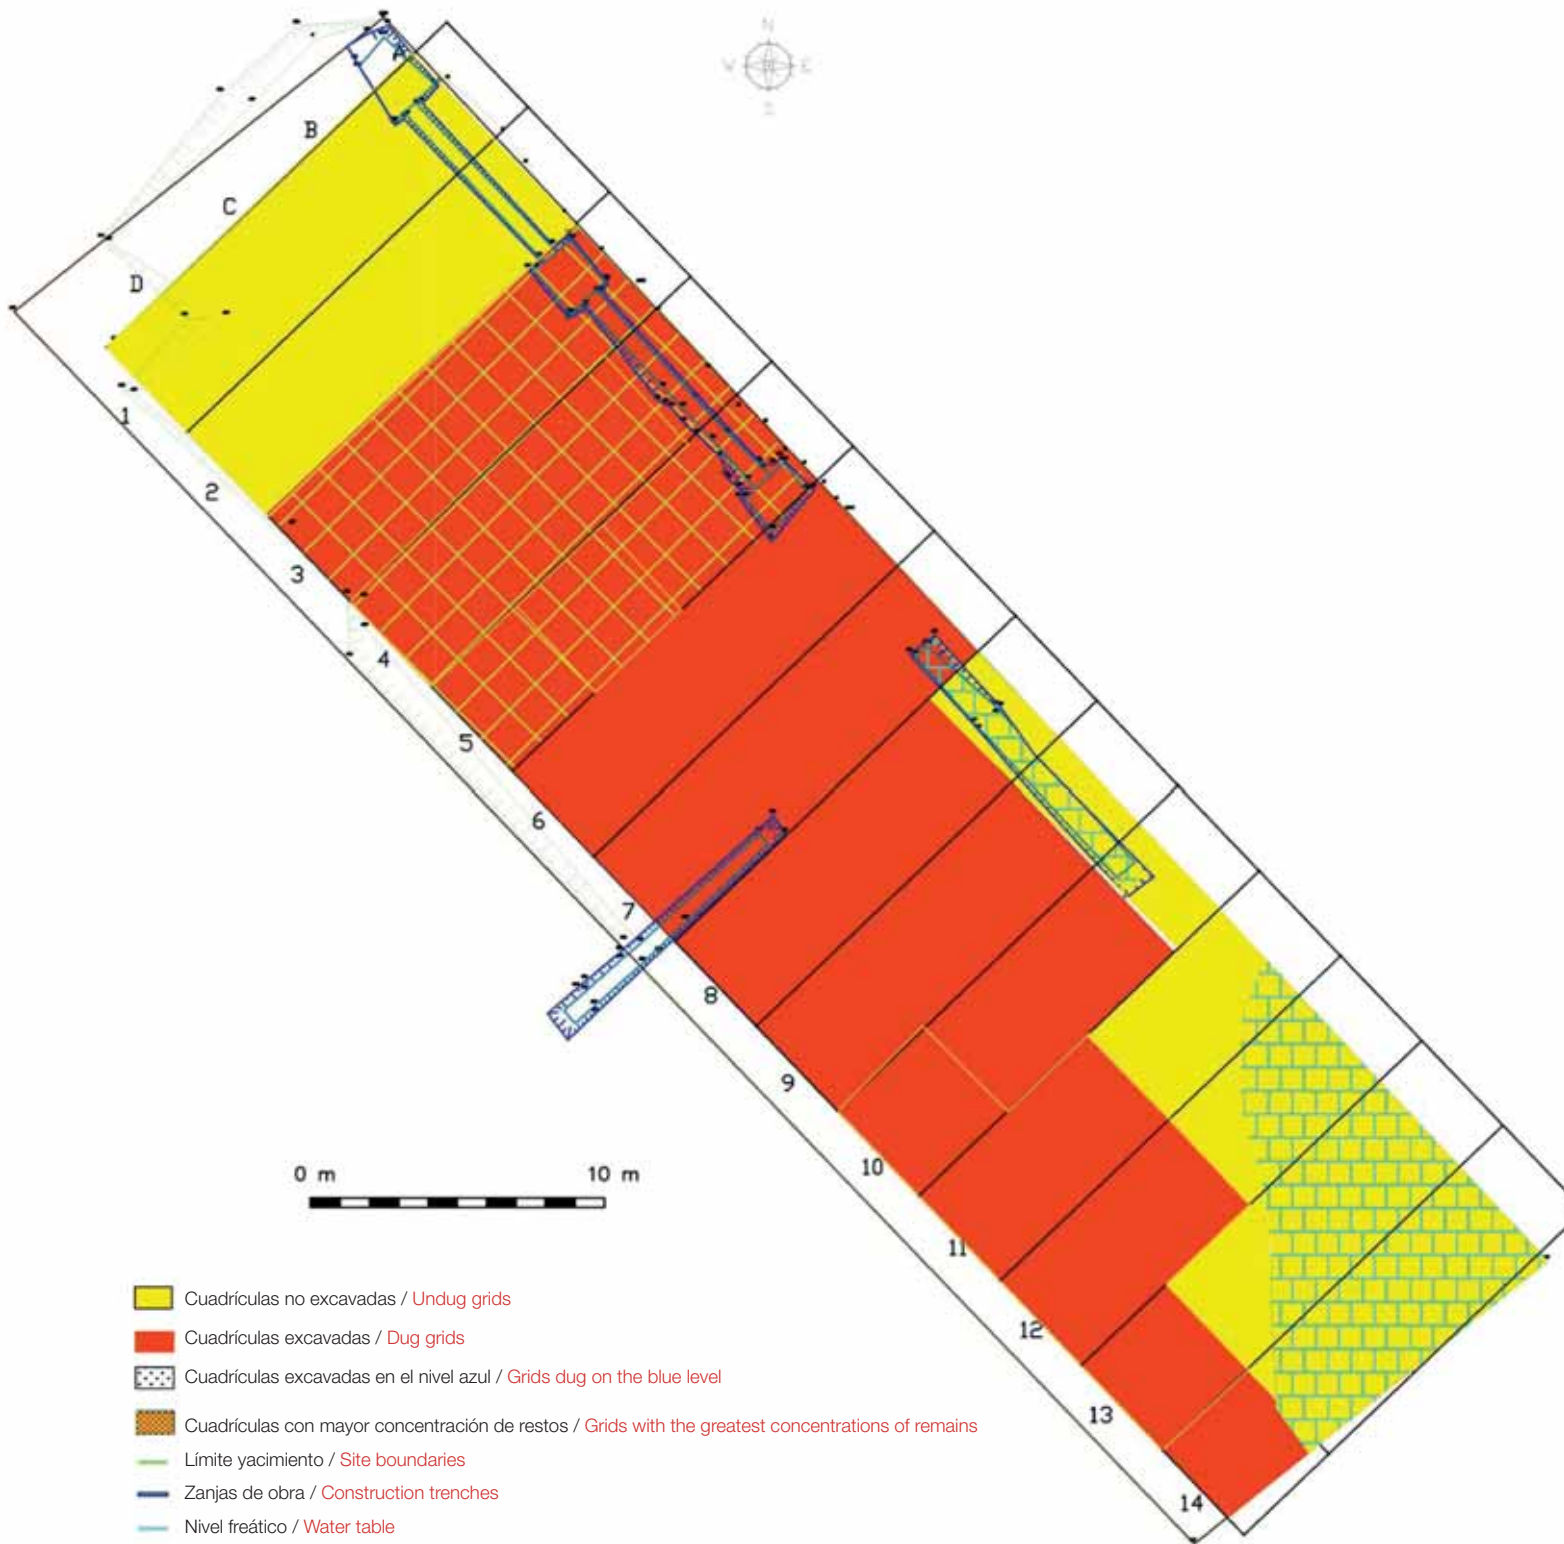 N
W E
S
A
B
C
D
1
2
3
4
5
6
7
8
9
10
11
12
13
14
0 m 10 m
Cuadrículas no excavadas / Undug grids
Cuadrículas excavadas / Dug grids
Cuadrículas excavadas en el nivel azul / Grids dug on the blue level
Cuadrículas con mayor concentración de restos / Grids with the greatest concentrations of remains
Límite yacimiento / Site boundaries
Zanjas de obra / Construction trenches
Nivel freático / Water table